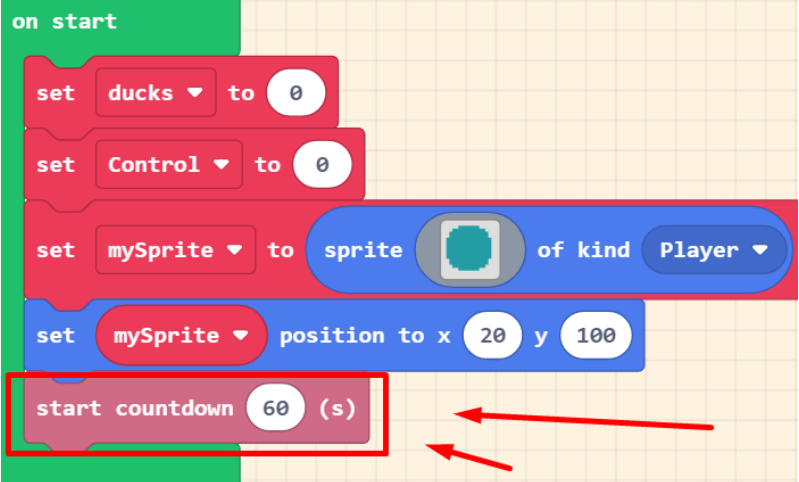 on start
set ducks to 0
set Control to 0
set mySprite to sprite of kind Player
set mySprite position to x 20 y 100
start countdown 60 (s)